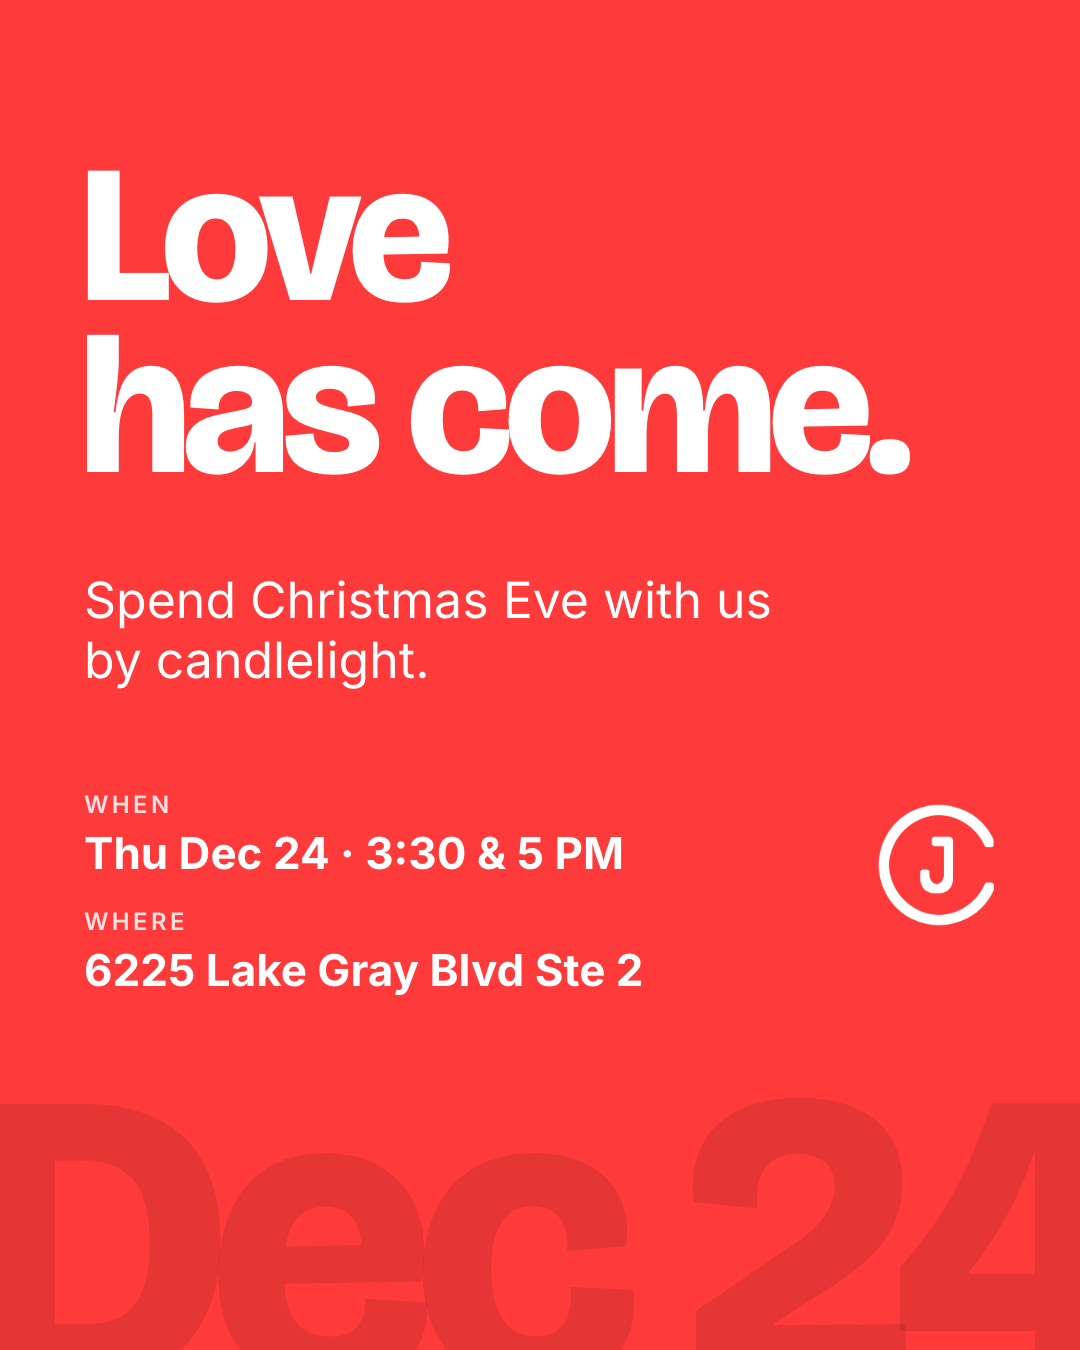 Love
has come.
Spend Christmas Eve with us
by candlelight.
WHEN
Thu Dec 24 · 3:30 & 5 PM
J
WHERE
6225 Lake Gray Blvd Ste 2
Dec 24